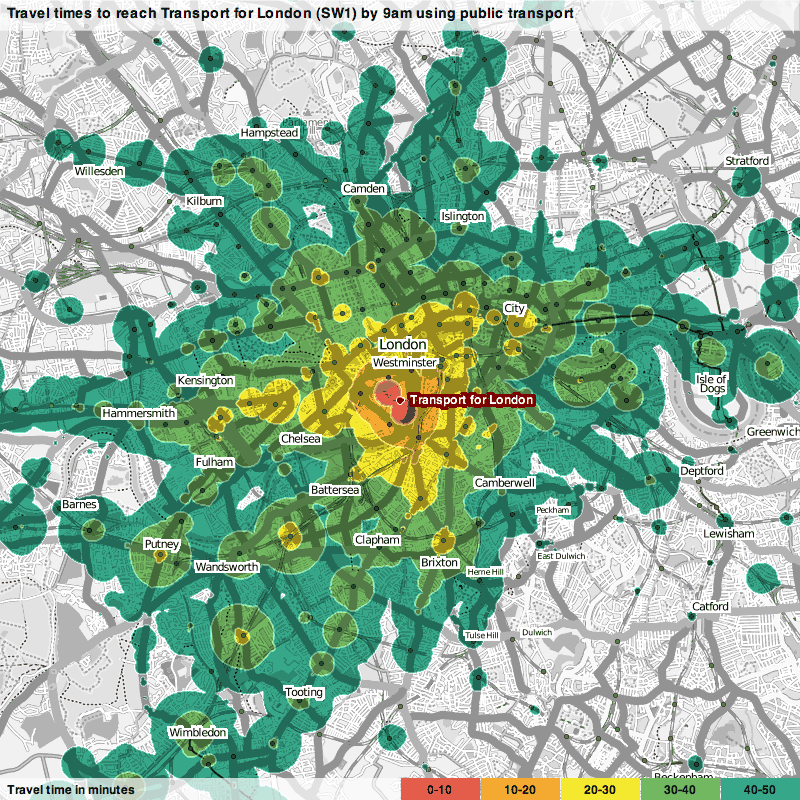 Travel times to reach Transport for London (SW1) by 9am using public transport
Hampstead
Parliament
Stratford
Willesden
Camden
Kilburn
Islington
City
London
Westminster
Kensington
Isle of
Dogs
Transport for London
Hammersmith
Chelsea
Greenwich
Fulham
Deptford
Battersea
Camberwell
Barnes
Peckham
Lewisham
Putney
Clapham
East Dulwich
Wandsworth
Brixton
Herne Hill
Catford
Tulse Hill
Dulwich
Tooting
Wimbledon
Beckenham
Travel time in minutes
0-10
10-20
20-30
30-40
40-50